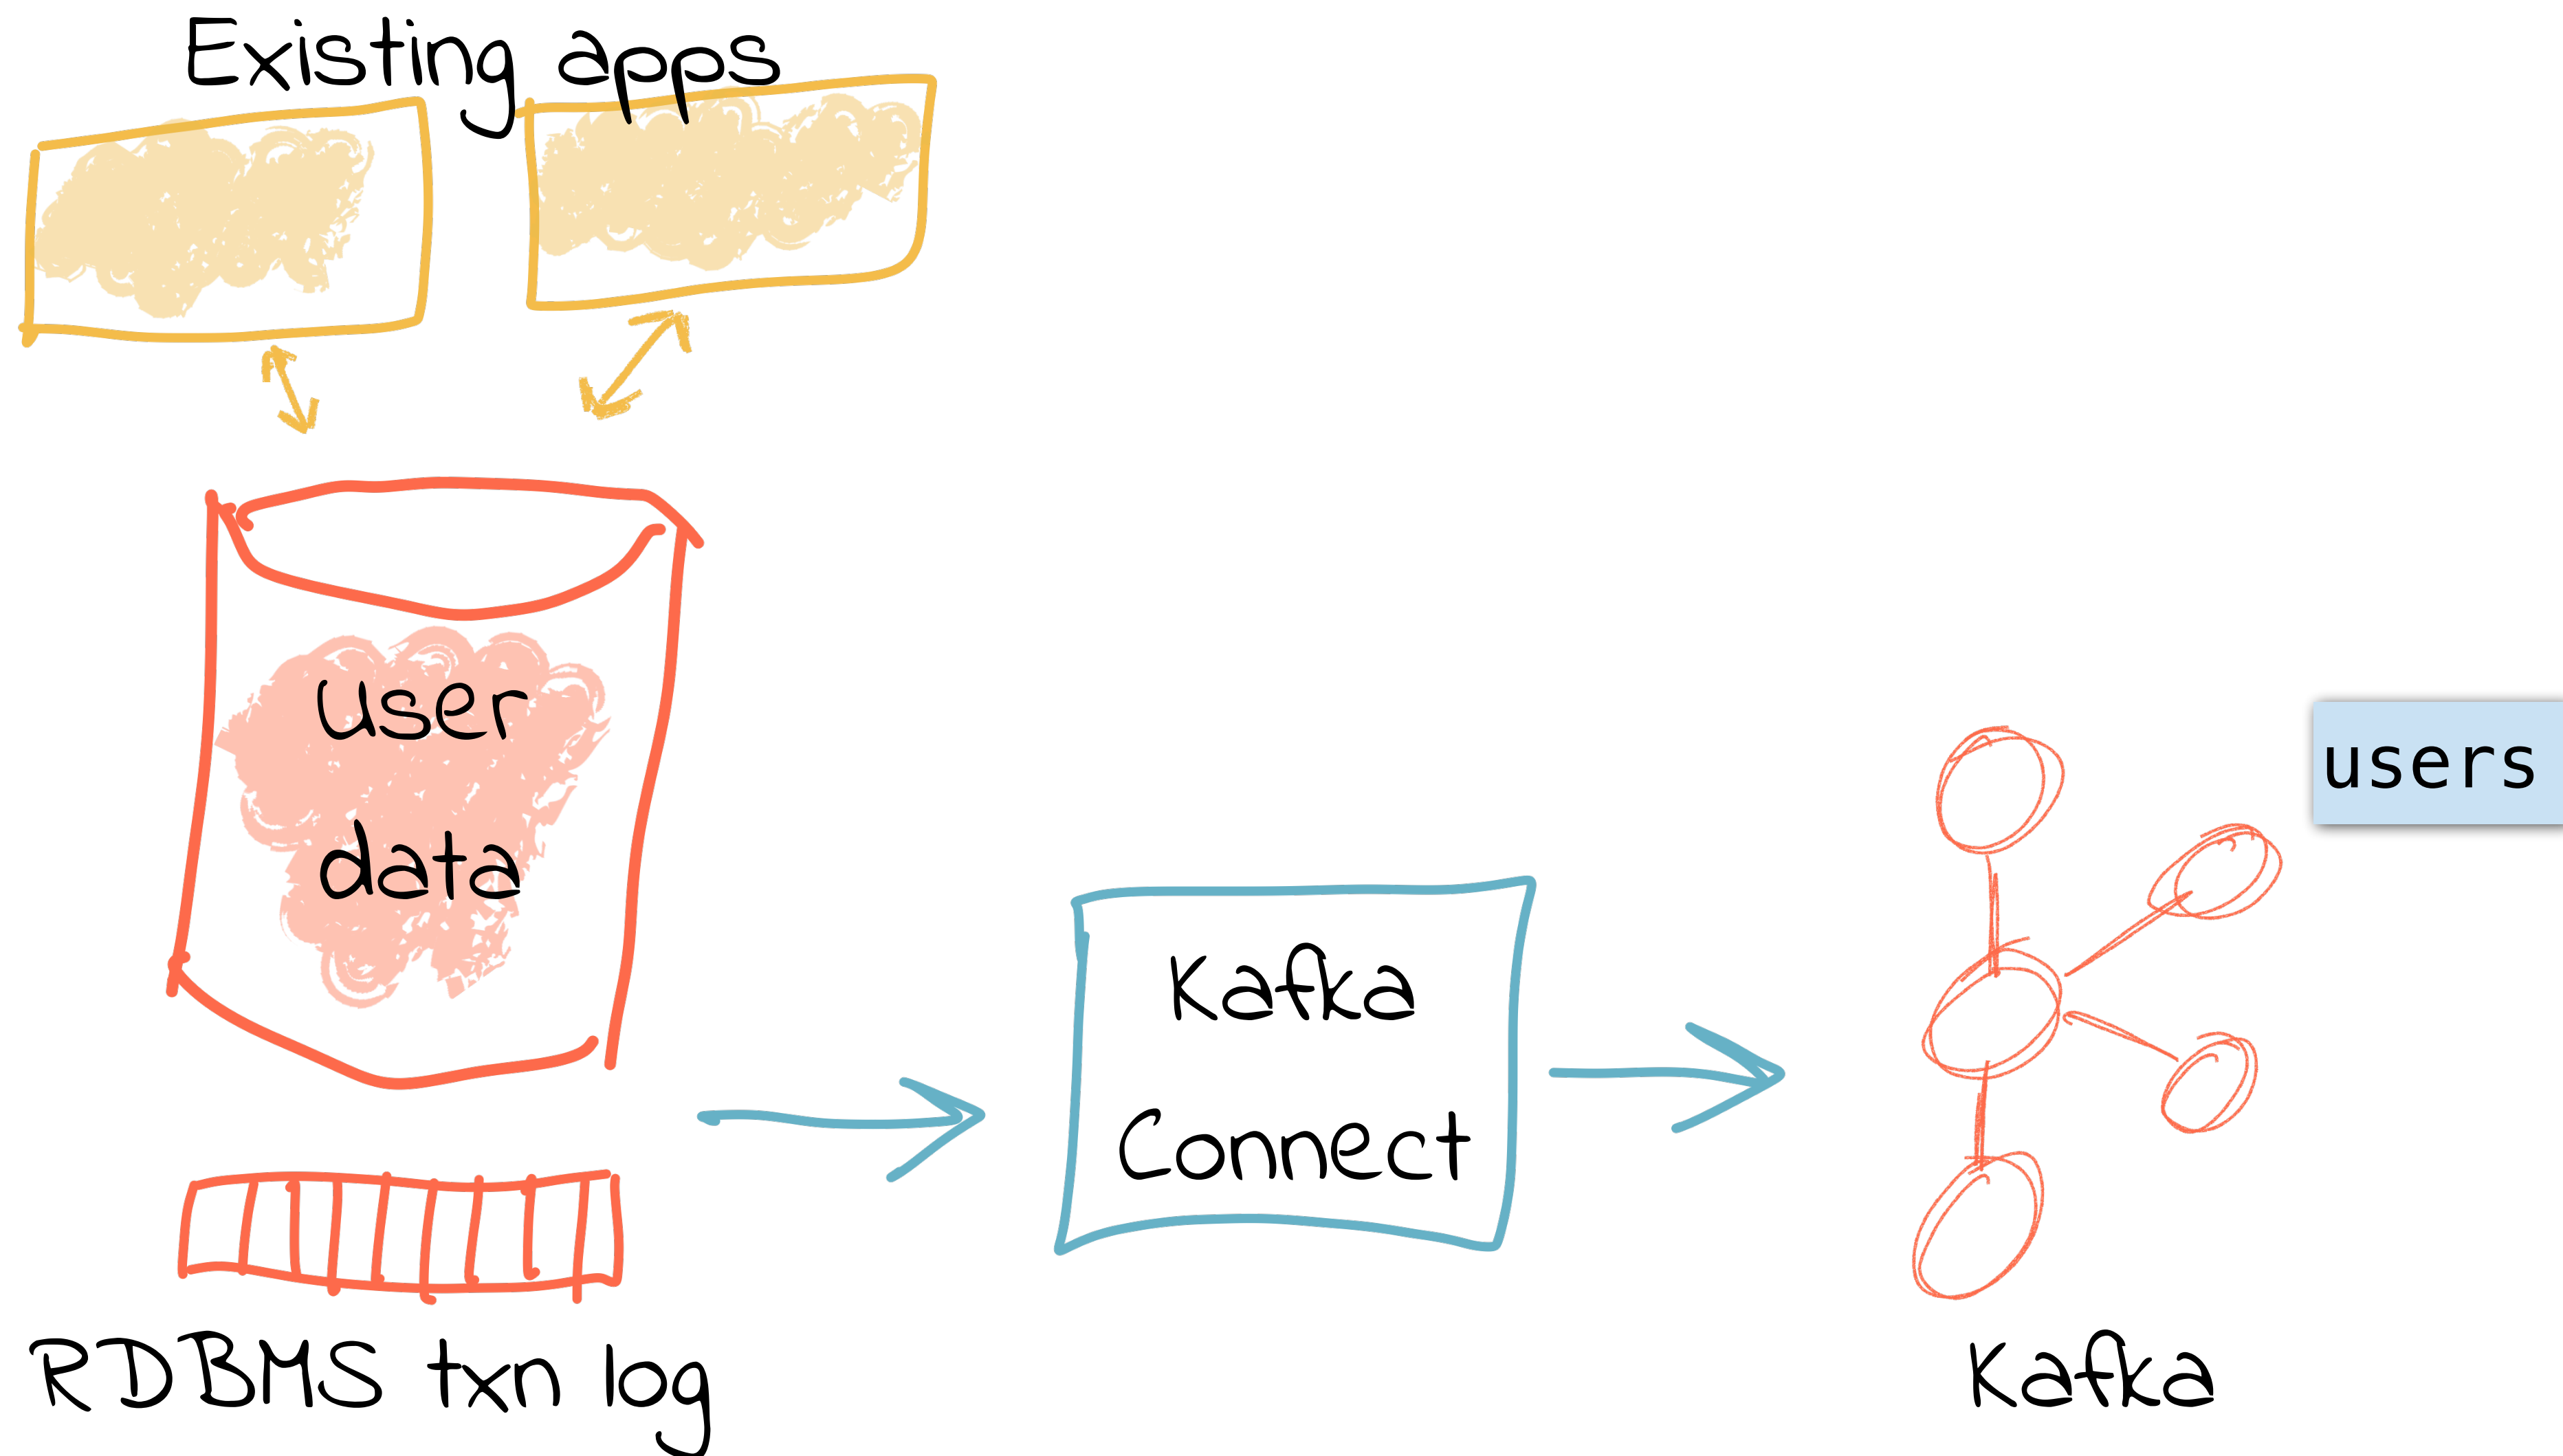 Existing apps
user
data
Kafka
Connect
users
RDBMS txn log
Kafka